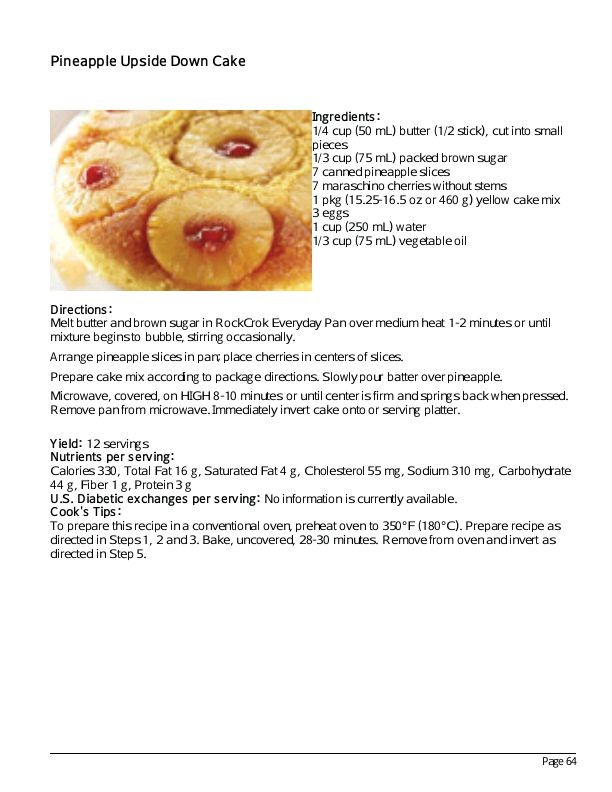 Pineapple Upside Down Cake
Ingredients:
1/4 cup (50 mL) butter (1/2 stick), cut into small
pieces
1/3 cup (75 mL) packed brown sugar
7 canned pineapple slices
7 maraschino cherries without stems
1 pkg (15.25-16.5 oz or 460 g) yellow cake mix
3 eggs
1 cup (250 mL) water
1/3 cup (75 mL) vegetable oil
Directions:
Melt butter and brown sugar in RockCrok Everyday Pan over medium heat 1-2 minutes or until
mixture begins to bubble, stirring occasionally.
Arrange pineapple slices in pan; place cherries in centers of slices.
Prepare cake mix according to package directions. Slowly pour batter over pineapple.
Microwave, covered, on HIGH 8-10 minutes or until center is firm and springs back when pressed.
Remove pan from microwave. Immediately invert cake onto or serving platter.
Yield: 12 servings
Nutrients per serving:
Calories 330, Total Fat 16 g, Saturated Fat 4 g, Cholesterol 55 mg, Sodium 310 mg, Carbohydrate
44 g, Fiber 1 g, Protein 3 g
U.S. Diabetic exchanges per serving: No information is currently available.
Cook's Tips:
To prepare this recipe in a conventional oven, preheat oven to 350°F (180°C). Prepare recipe as
directed in Steps 1, 2 and 3. Bake, uncovered, 28-30 minutes. Remove from oven and invert as
directed in Step 5.
Page 64